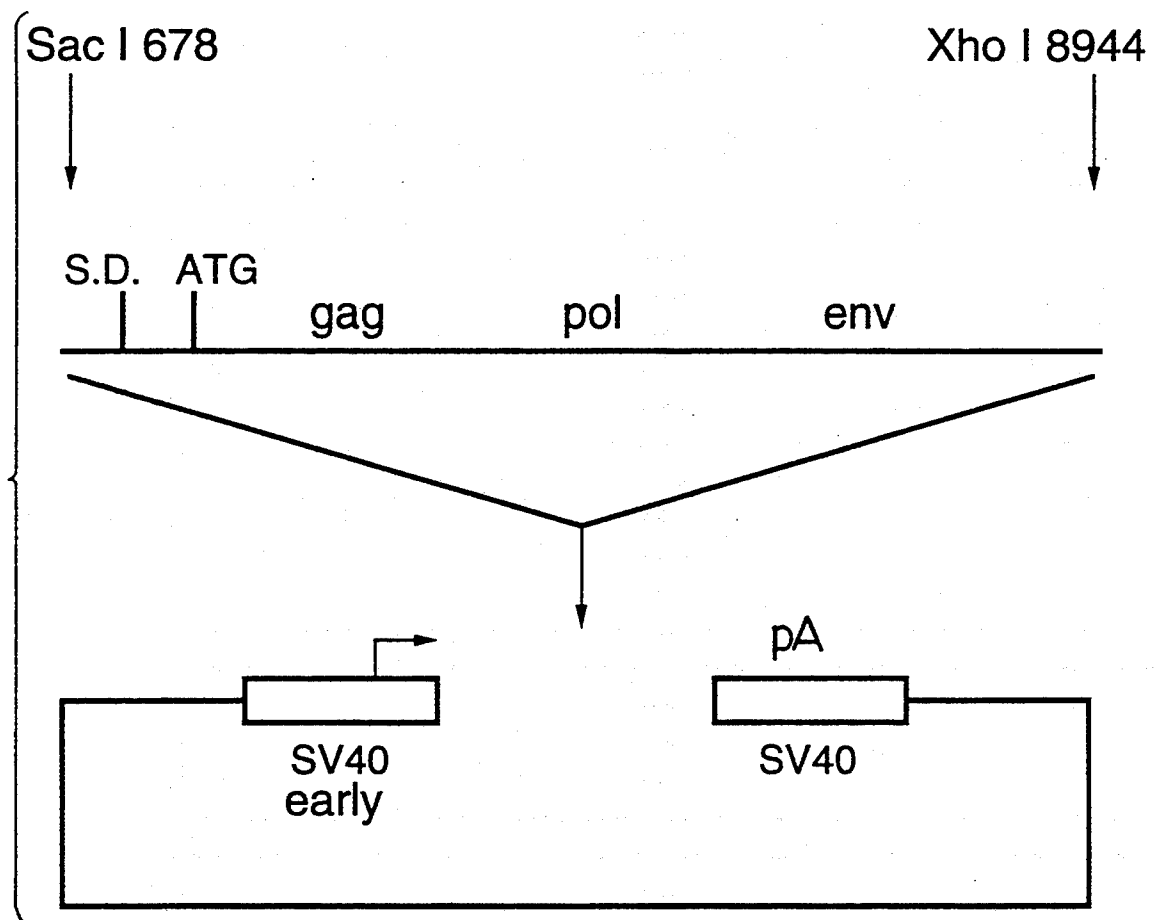 Sac I 678
Xho I 8944
S.D.
ATG
gag
pol
env
pA
SV40
early
SV40